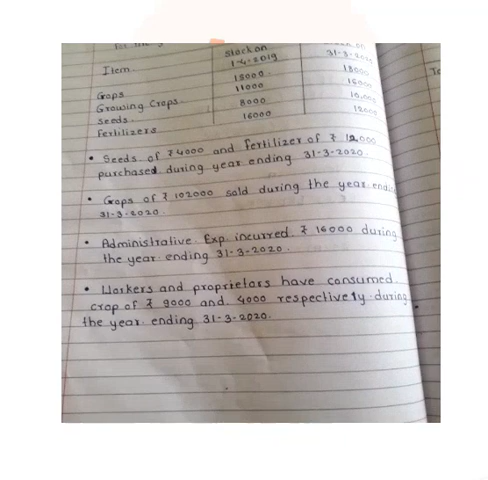 For the y
Stock on
1-4-2019
31-3-2020
Item.
15000. 18000
Crops 11000 15000
Growing Crops. 8000 10,000
Seeds. 16000 12000
Fertilizers
• Seeds of ₹4000 and fertilizer of ₹ 12,000
purchased during year ending 31-3-2020.
• Crops of ₹ 102000 sold during the year endin
31-3-2020.
• Administrative Exp. incurred ₹ 16000 during
the year ending 31-3-2020.
• Workers and proprietors have consumed
crop of ₹ 9000 and 4000 respectively during
the year ending 31-3-2020.